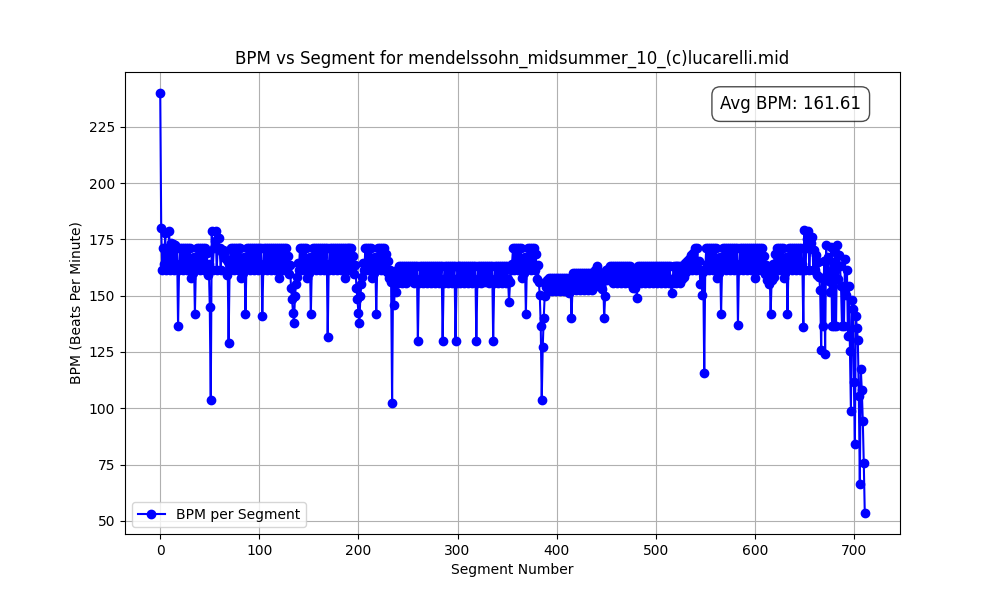 BPM vs Segment for mendelssohn_midsummer_10_(c)lucarelli.mid
Avg BPM: 161.61
BPM (Beats Per Minute)
225
200
175
150
125
100
75
50
BPM per Segment
0 100 200 300 400 500 600 700
Segment Number